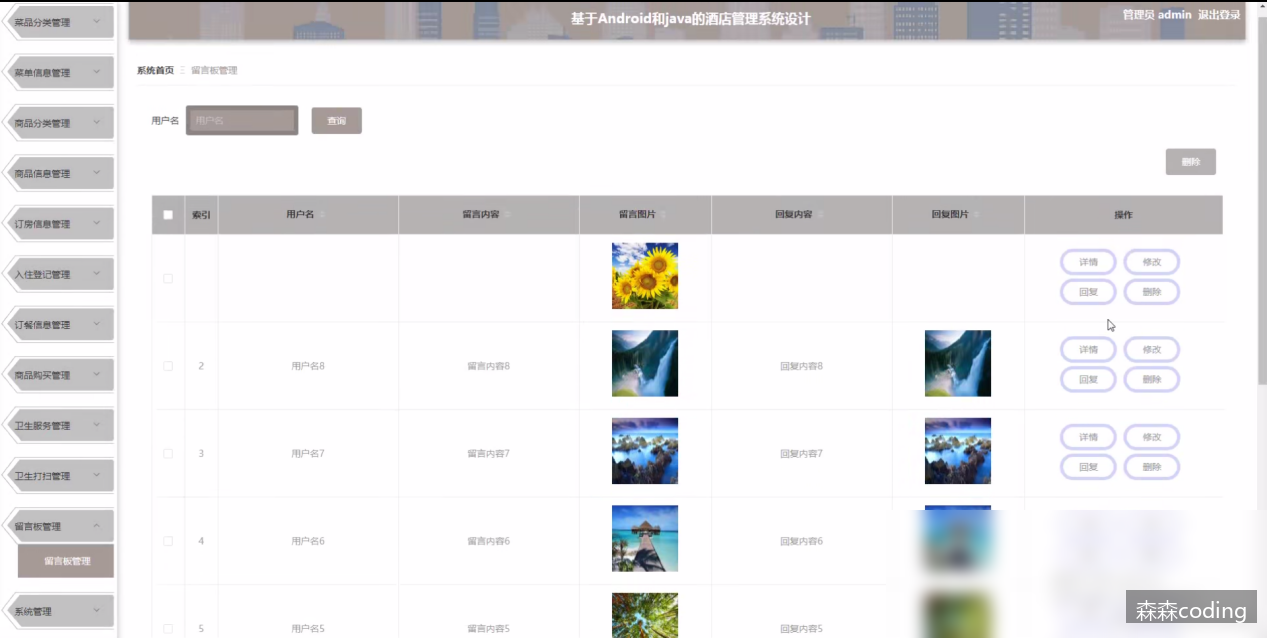 基于Android和java的酒店管理系统设计
管理员 admin 退出登录
菜品分类管理
菜单信息管理
商品分类管理
商品信息管理
订房信息管理
入住登记管理
订餐信息管理
商品购买管理
卫生服务管理
卫生打扫管理
留言板管理
留言板管理
系统管理
系统首页 留言板管理
用户名 用户名 查询
删除
索引 用户名 留言内容 留言图片 回复内容 回复图片 操作
详情 修改
回复 删除
2 用户名8 留言内容8 回复内容8
详情 修改
回复 删除
3 用户名7 留言内容7 回复内容7
详情 修改
回复 删除
4 用户名6 留言内容6 回复内容6
5 用户名5 留言内容5 回复内容5
森森coding